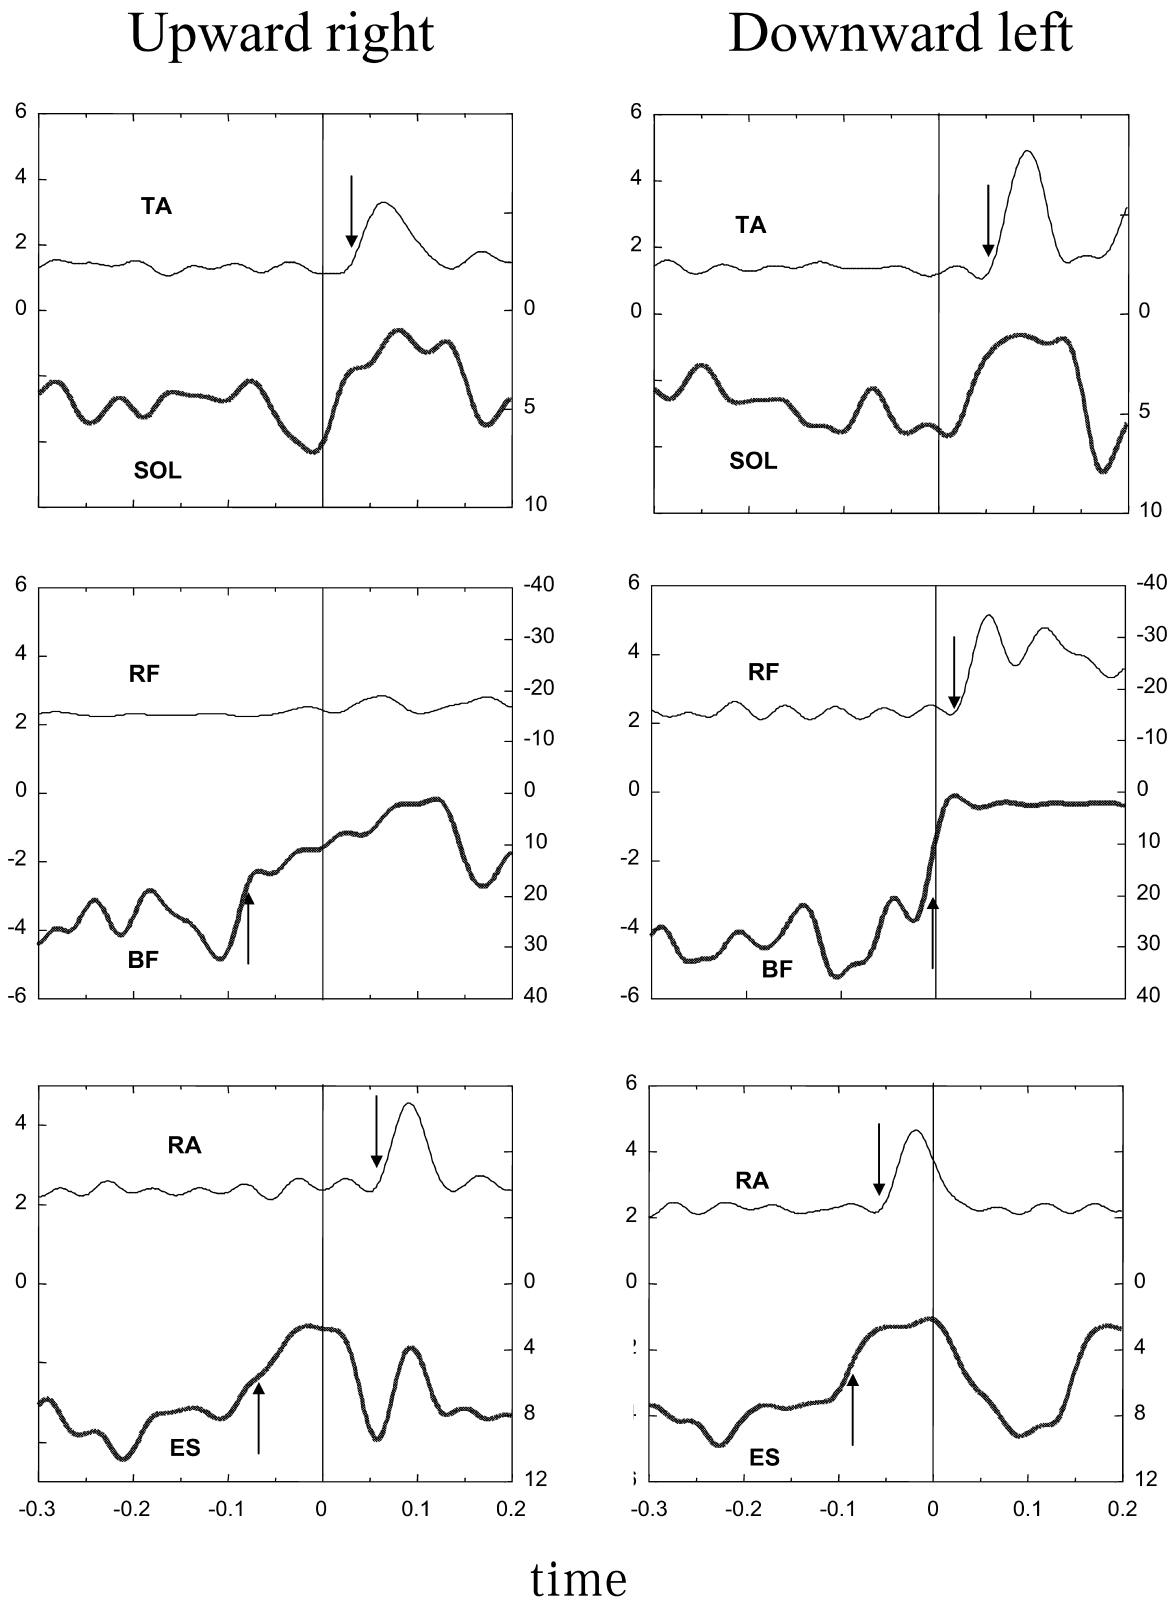 Upward right Downward left
6 6
4 4
TA TA
2 2
0 0 0 0
5 5
SOL SOL
10 10
6 -40 6 -40
4 -30 4 -30
RF RF
-20 -20
2 2
-10 -10
0 0 0 0
-2 10 -2 10
20 20
-4 -4
BF 30 BF 30
-6 40 -6 40
6
4 4
RA RA
2 2
0 0 0 0
4 4
8 8
ES ES
12 12
-0.3 -0.2 -0.1 0 0.1 0.2 -0.3 -0.2 -0.1 0 0.1 0.2
time